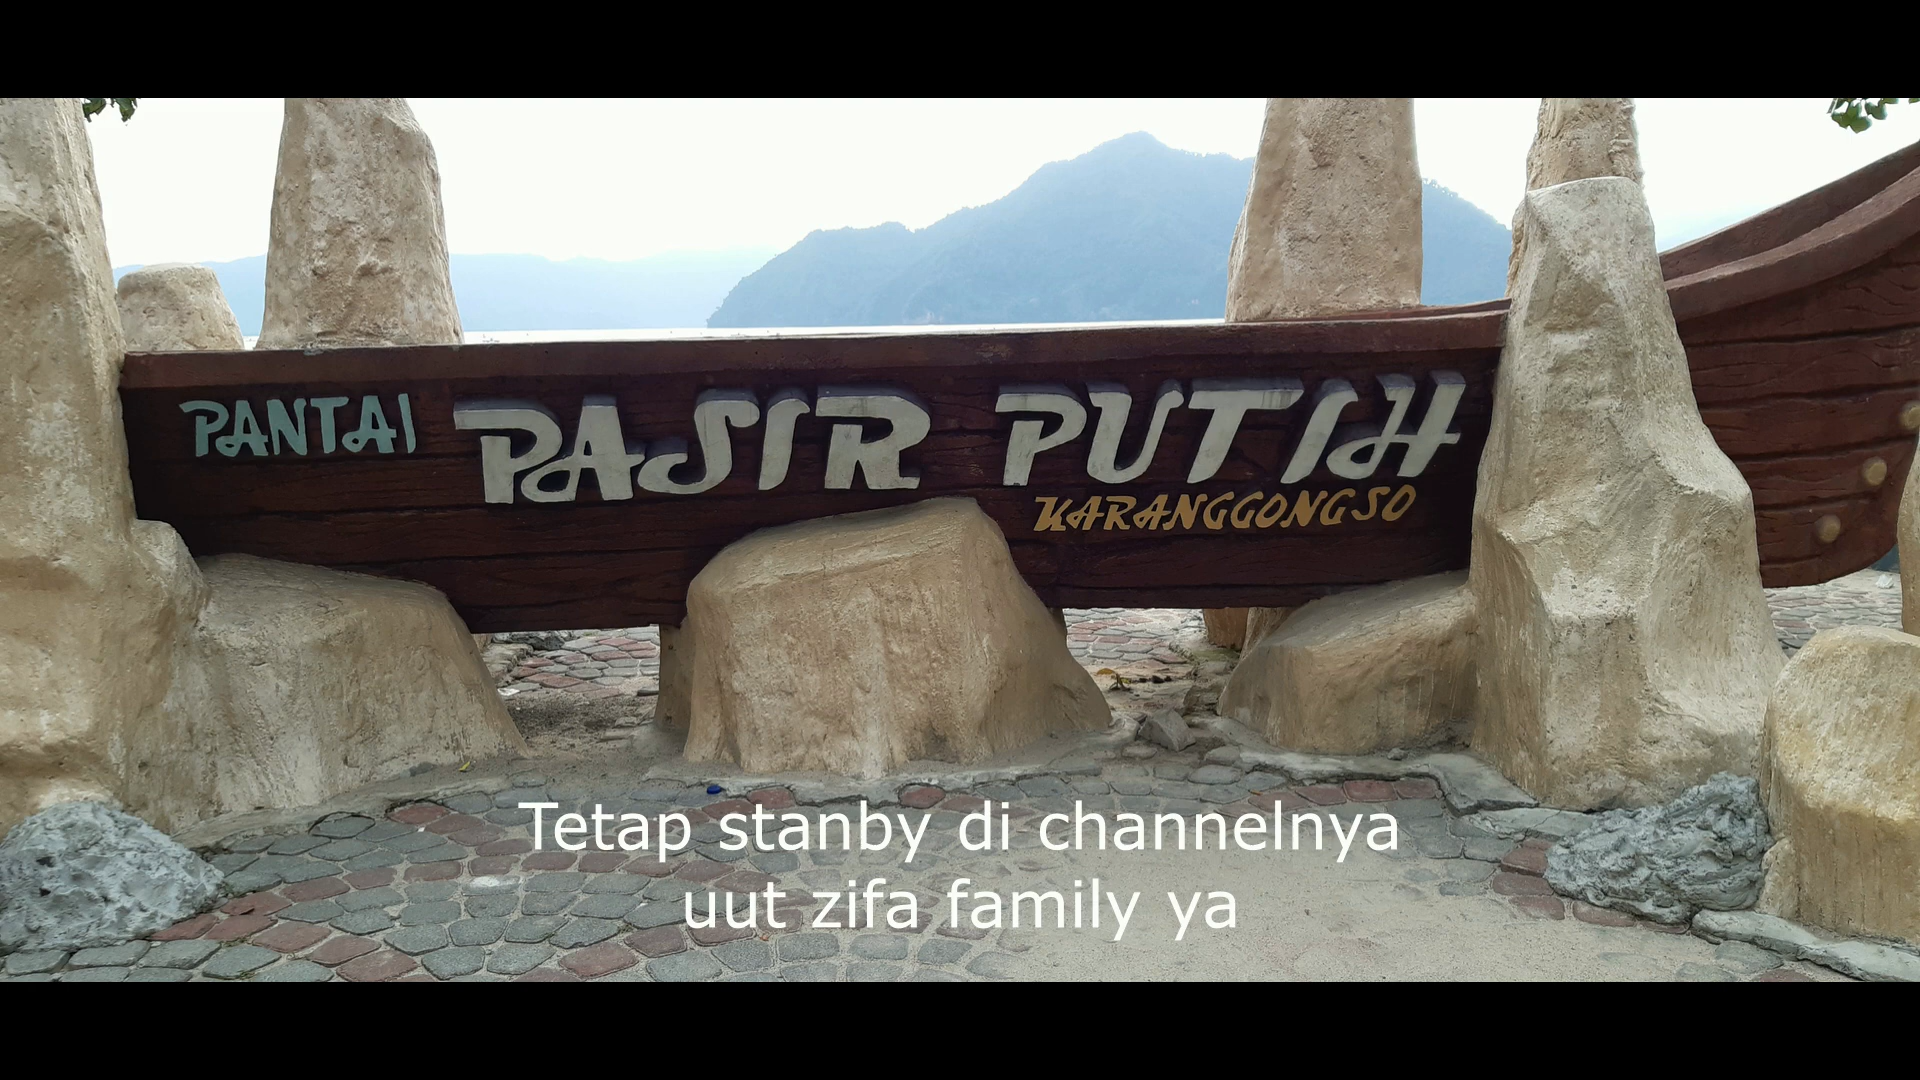 PANTAI PASIR PUTIH
KARANGGONGSO
Tetap stanby di channelnya
uut zifa family ya